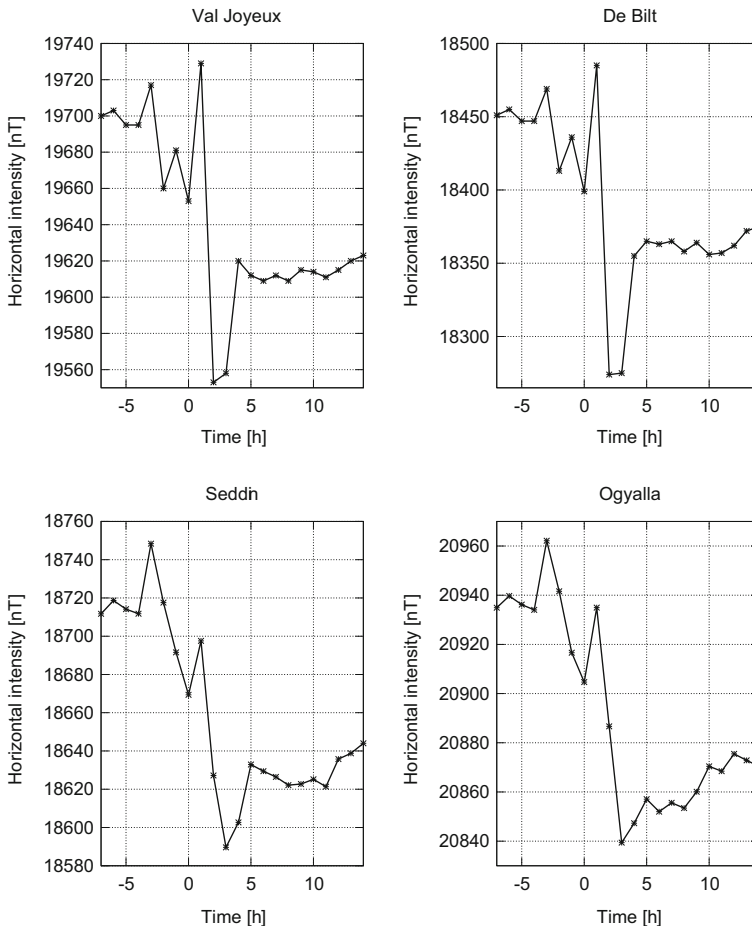 Val Joyeux
19740
19720
19700
19680
19660
19640
19620
19600
19580
19560
Horizontal intensity [nT]
-5 0 5 10
Time [h]
De Bilt
18500
18450
18400
18350
18300
Horizontal intensity [nT]
-5 0 5 10
Time [h]
Seddin
18760
18740
18720
18700
18680
18660
18640
18620
18600
18580
Horizontal intensity [nT]
-5 0 5 10
Time [h]
Ogyalla
20960
20940
20920
20900
20880
20860
20840
Horizontal intensity [nT]
-5 0 5 10
Time [h]